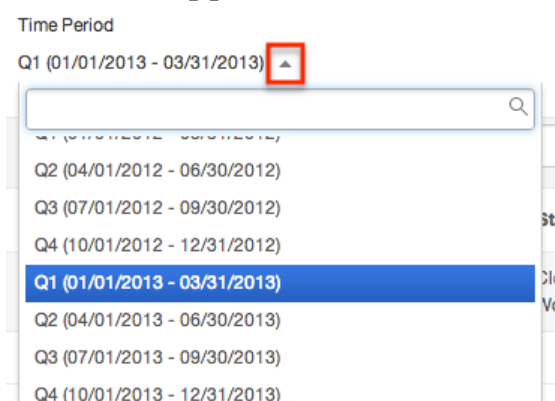 Time Period
Q1 (01/01/2013 - 03/31/2013)
Q2 (04/01/2012 - 06/30/2012)
Q3 (07/01/2012 - 09/30/2012)
Q4 (10/01/2012 - 12/31/2012)
Q1 (01/01/2013 - 03/31/2013)
Q2 (04/01/2013 - 06/30/2013)
Q3 (07/01/2013 - 09/30/2013)
Q4 (10/01/2013 - 12/31/2013)